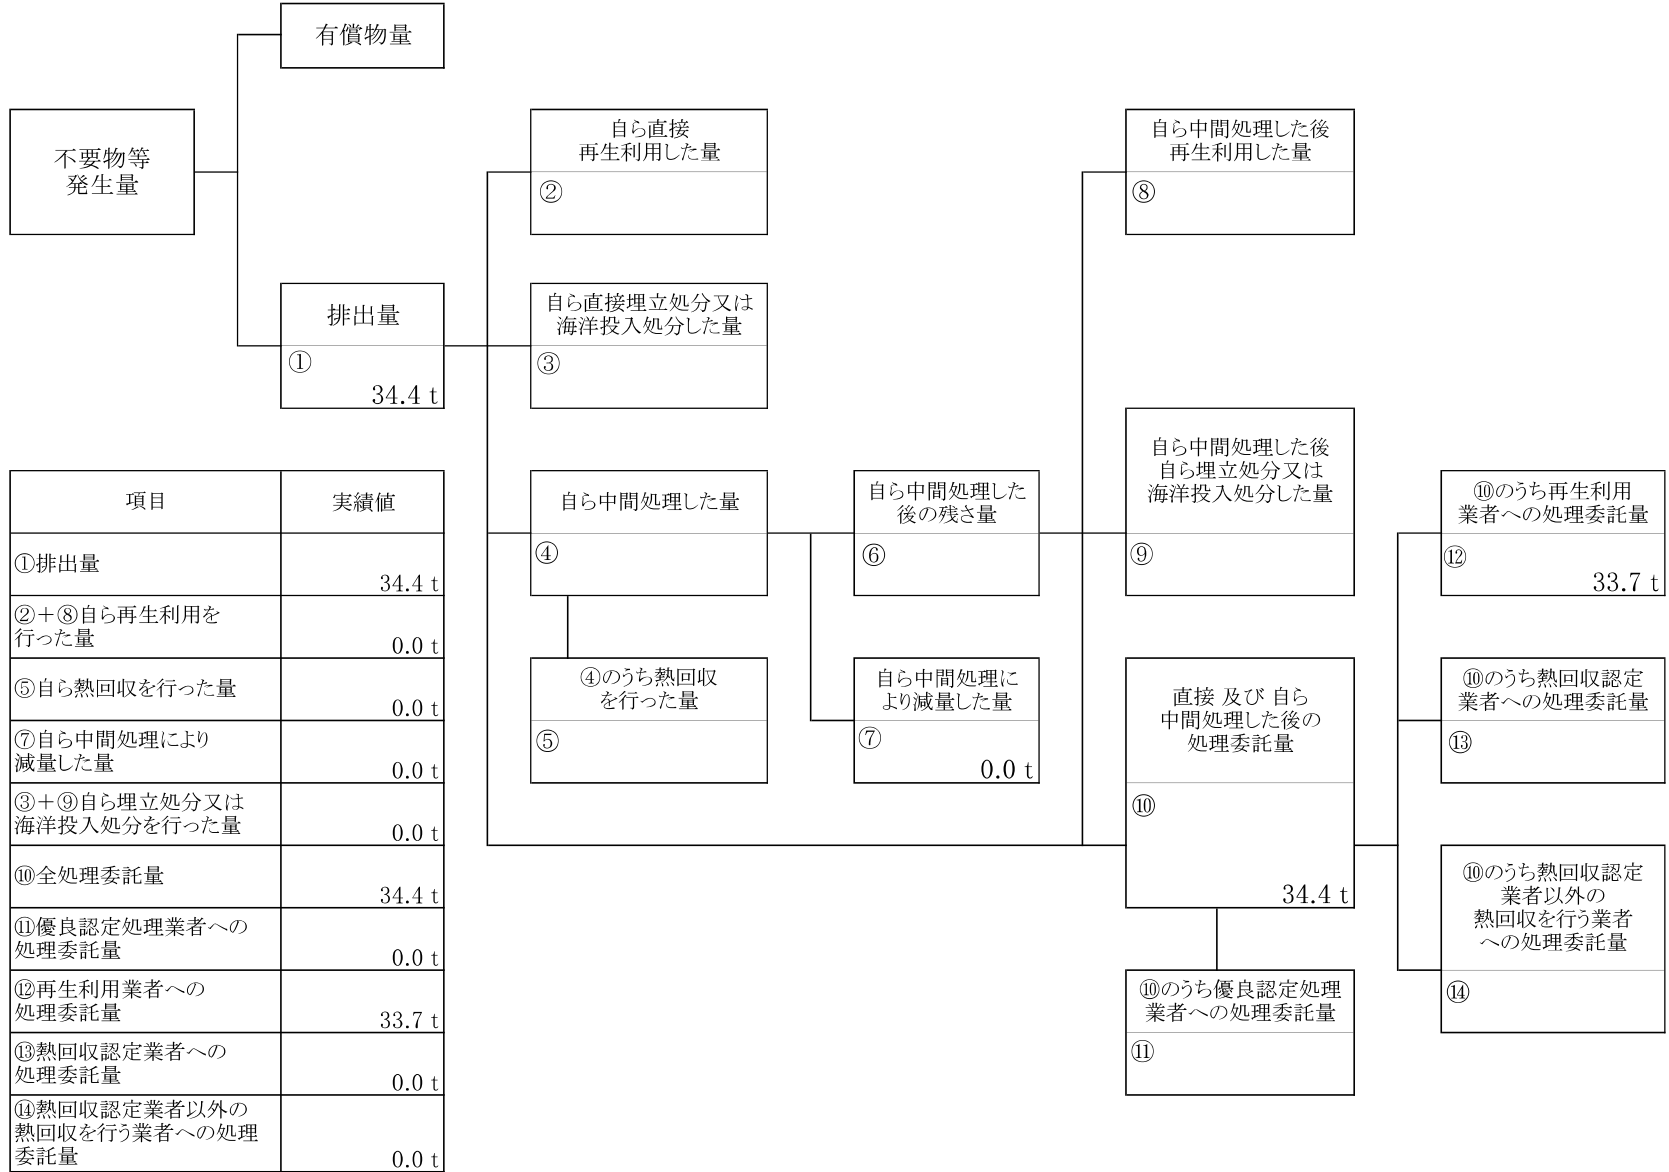 有償物量
不要物等
発生量
排出量
①
34.4 t
自ら直接
再生利用した量
②
自ら直接埋立処分又は
海洋投入処分した量
③
自ら中間処理した量
④
④のうち熱回収
を行った量
⑤
自ら中間処理した
後の残さ量
⑥
自ら中間処理に
より減量した量
⑦
0.0 t
自ら中間処理した後
再生利用した量
⑧
自ら中間処理した後
自ら埋立処分又は
海洋投入処分した量
⑨
直接 及び 自ら
中間処理した後の
処理委託量
⑩
34.4 t
⑩のうち優良認定処理
業者への処理委託量
⑪
⑩のうち再生利用
業者への処理委託量
⑫
33.7 t
⑩のうち熱回収認定
業者への処理委託量
⑬
⑩のうち熱回収認定
業者以外の
熱回収を行う業者
への処理委託量
⑭
項目 実績値
①排出量
34.4 t
②＋⑧自ら再生利用を
行った量
0.0 t
⑤自ら熱回収を行った量
0.0 t
⑦自ら中間処理により
減量した量
0.0 t
③＋⑨自ら埋立処分又は
海洋投入処分を行った量
0.0 t
⑩全処理委託量
34.4 t
⑪優良認定処理業者への
処理委託量
0.0 t
⑫再生利用業者への
処理委託量
33.7 t
⑬熱回収認定業者への
処理委託量
0.0 t
⑭熱回収認定業者以外の
熱回収を行う業者への処理
委託量
0.0 t